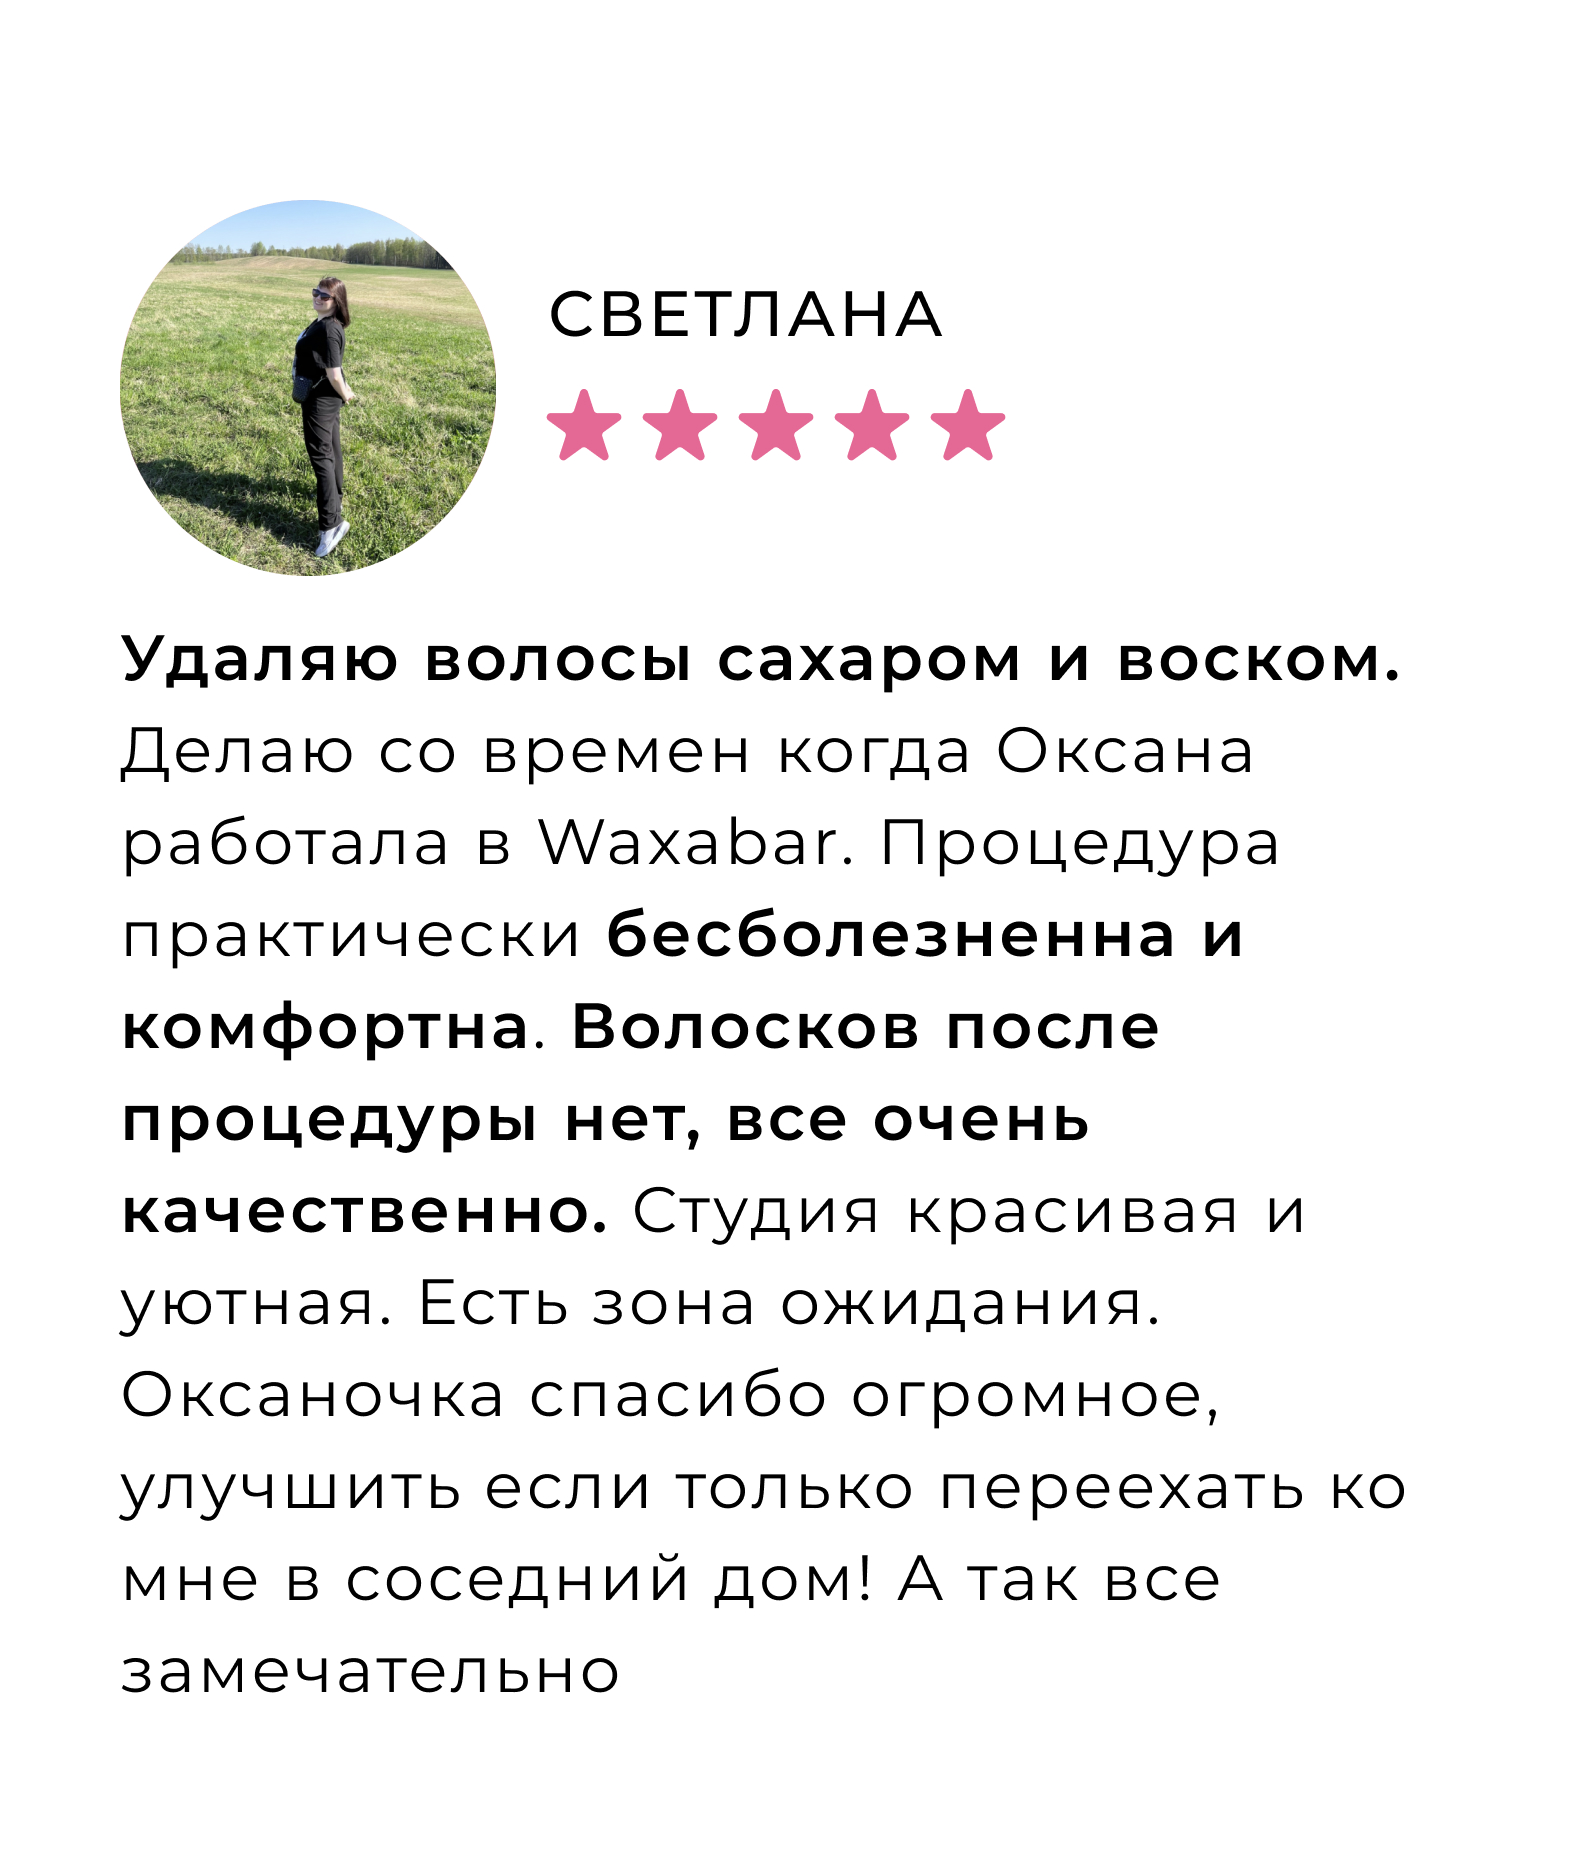 СВЕТЛАНА
Удаляю волосы сахаром и воском.
Делаю со времен когда Оксана
работала в Waxabar. Процедура
практически бесболезненна и
комфортна. Волосков после
процедуры нет, все очень
качественно. Студия красивая и
уютная. Есть зона ожидания.
Оксаночка спасибо огромное,
улучшить если только переехать ко
мне в соседний дом! А так все
замечательно